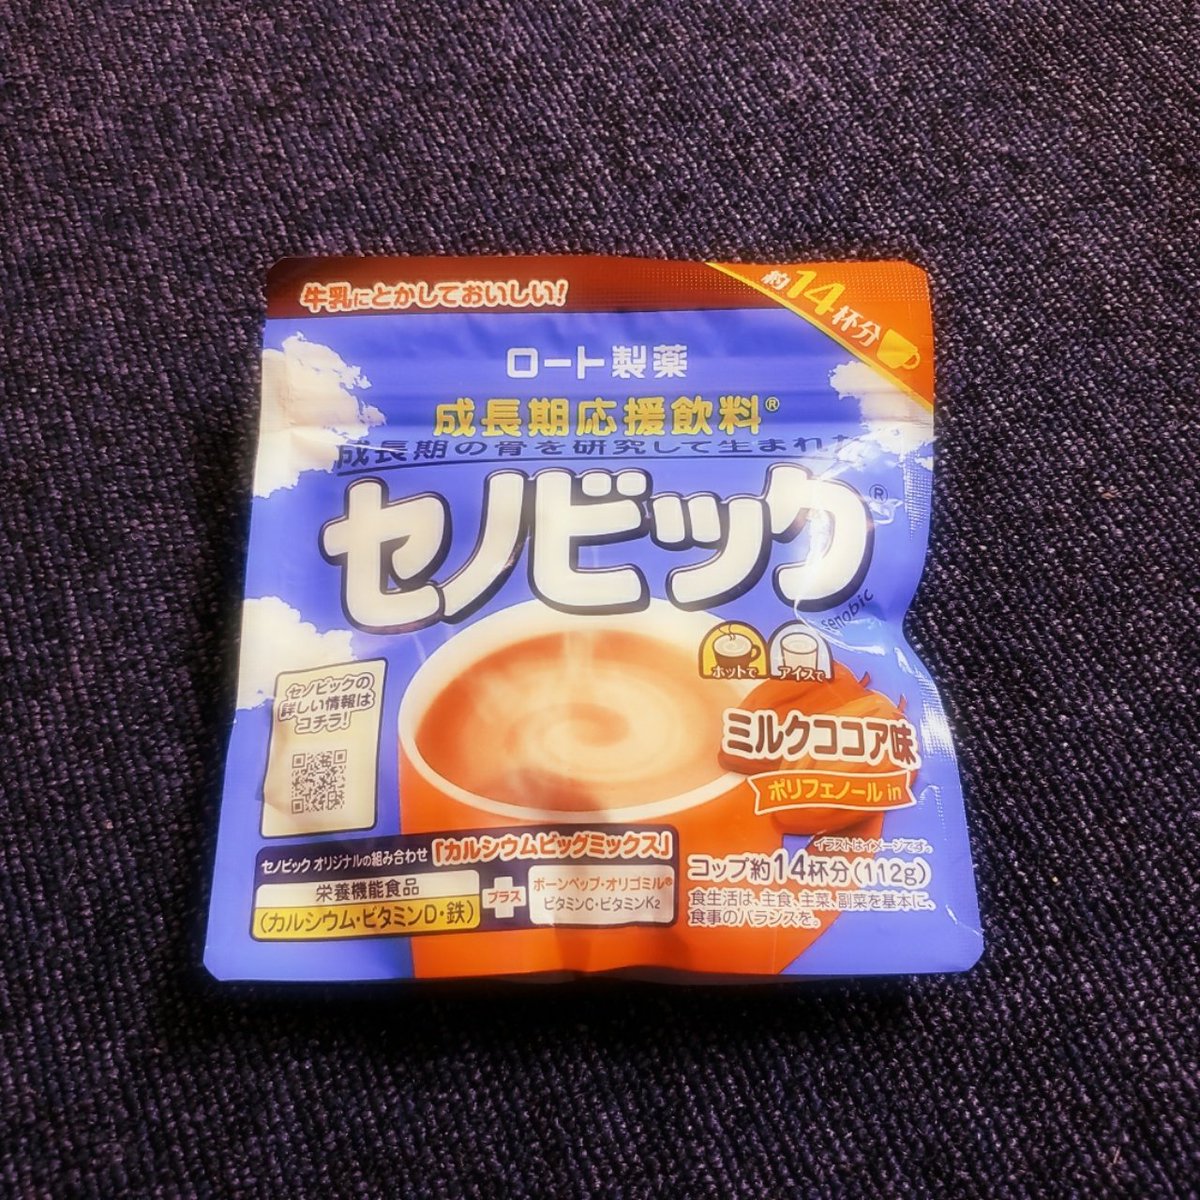 牛乳にとかしておいしい!
約14杯分
ロート製薬
成長期応援飲料®
成長期の骨を研究して生まれた
セノビック®
senobic
ホットで
アイスで
セノビックの
詳しい情報は
コチラ!
ミルクココア味
ポリフェノール in
イラストはイメージです。
セノビック オリジナルの組み合わせ「カルシウムビッグミックス」
栄養機能食品
(カルシウム・ビタミンD・鉄)
プラス
ボーンペップ・オリゴミル®
ビタミンC・ビタミンK2
コップ約14杯分(112g)
食生活は、主食、主菜、副菜を基本に、
食事のバランスを。